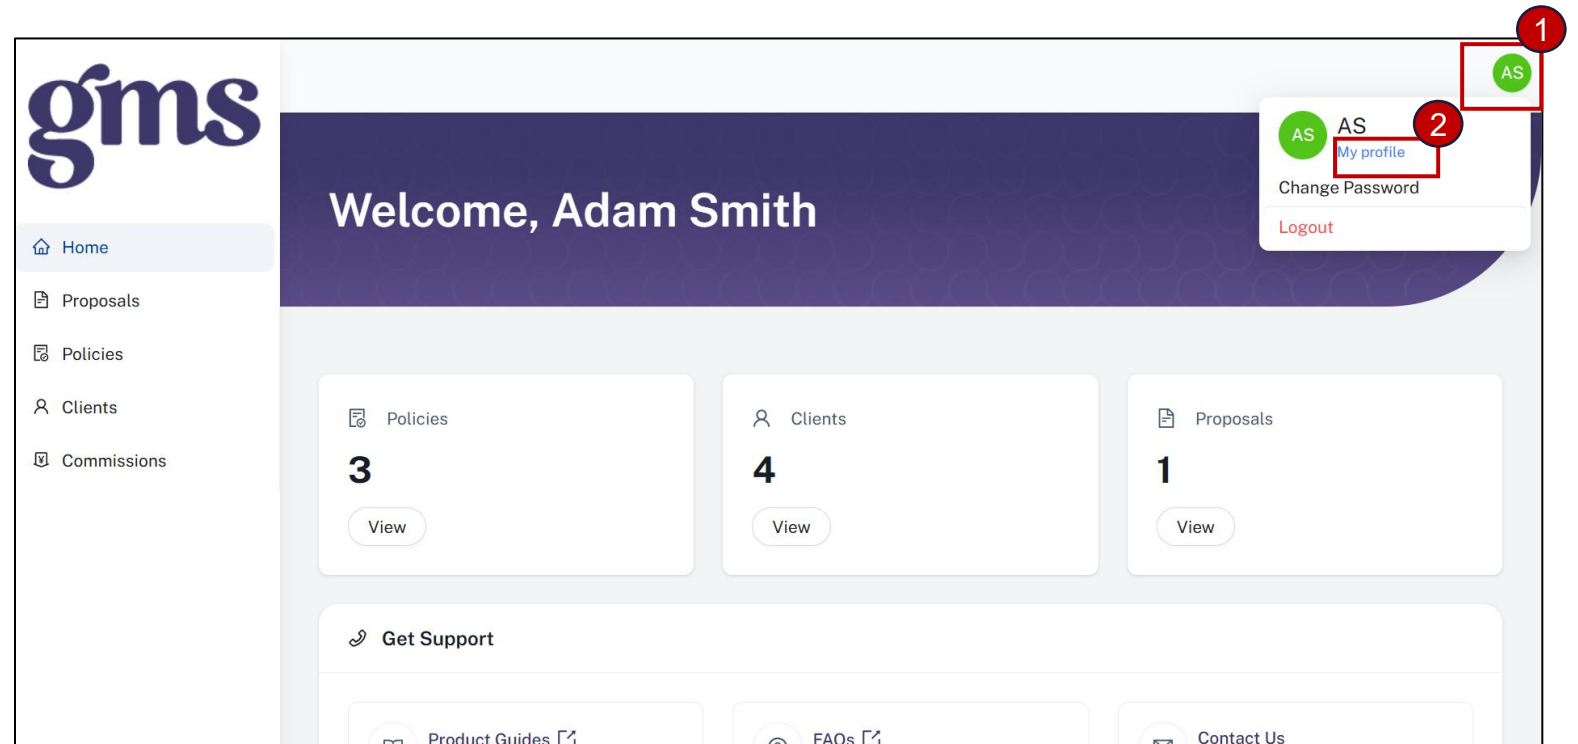 1
gms
AS
AS
AS
2
My profile
Change Password
Logout
Welcome, Adam Smith
Home
Proposals
Policies
Clients
Commissions
Policies
3
View
Clients
4
View
Proposals
1
View
Get Support
Product Guides
FAQs
Contact Us